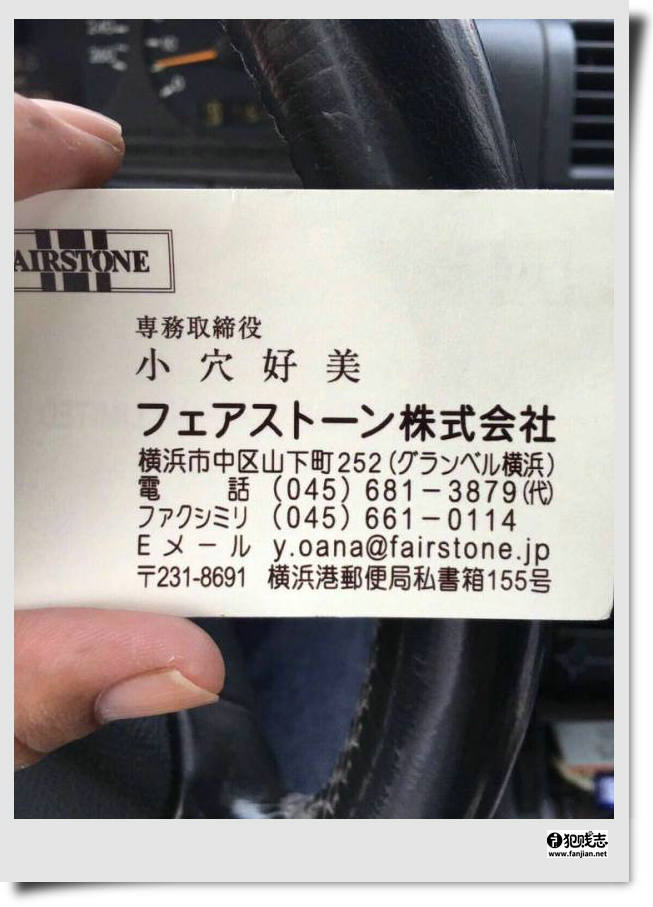 AIRSTONE
専務取締役
小穴好美
フェアストーン株式会社
横浜市中区山下町252(グランベル横浜)
電 話 (045) 681-3879(代)
ファクシミリ (045) 661-0114
Eメール y.oana@fairstone.jp
〒231-8691 横浜港郵便局私書箱155号
犯贱志
www.fanjian.net